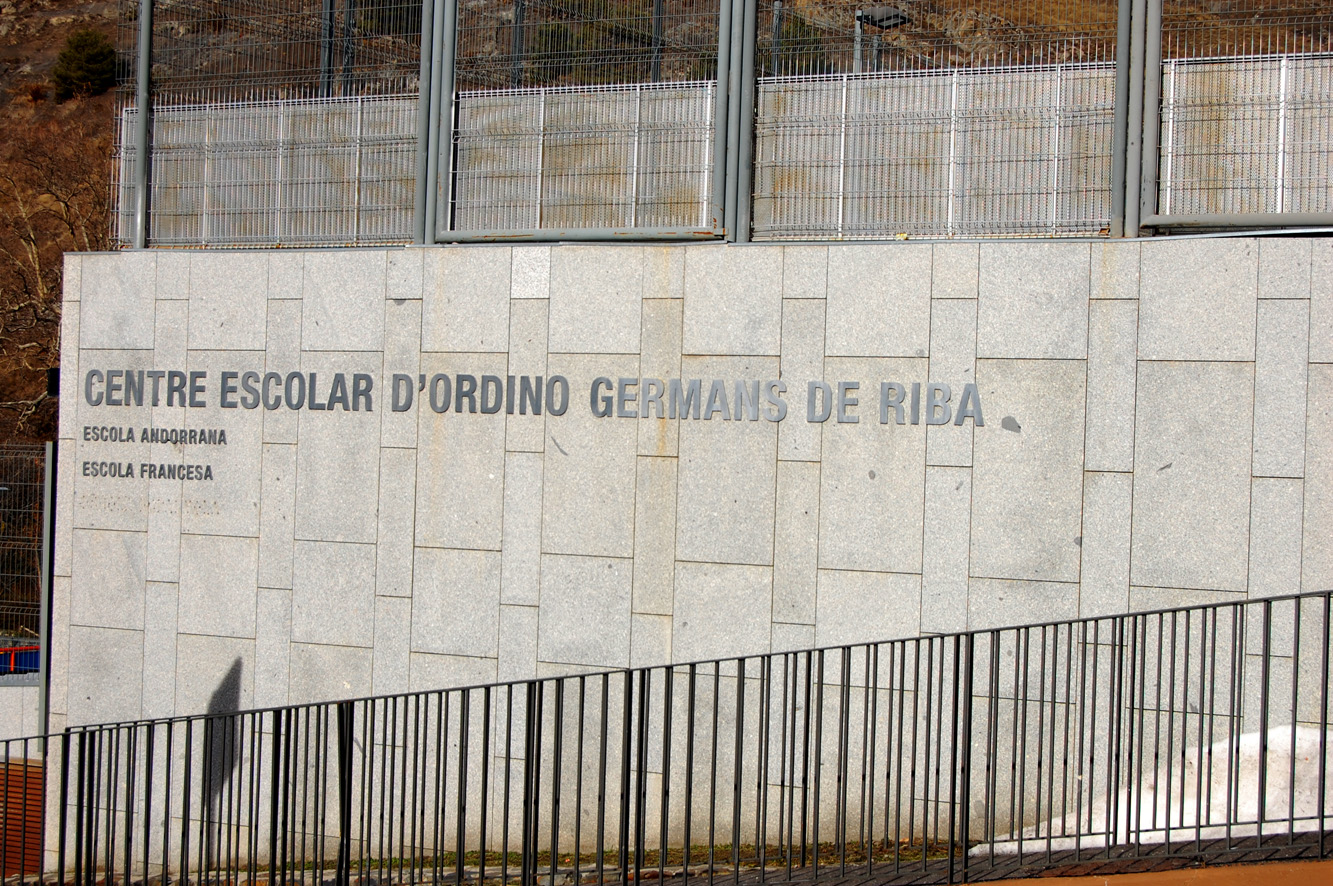 CENTRE ESCOLAR D'ORDINO GERMANS DE RIBA
ESCOLA ANDORRANA
ESCOLA FRANCESA